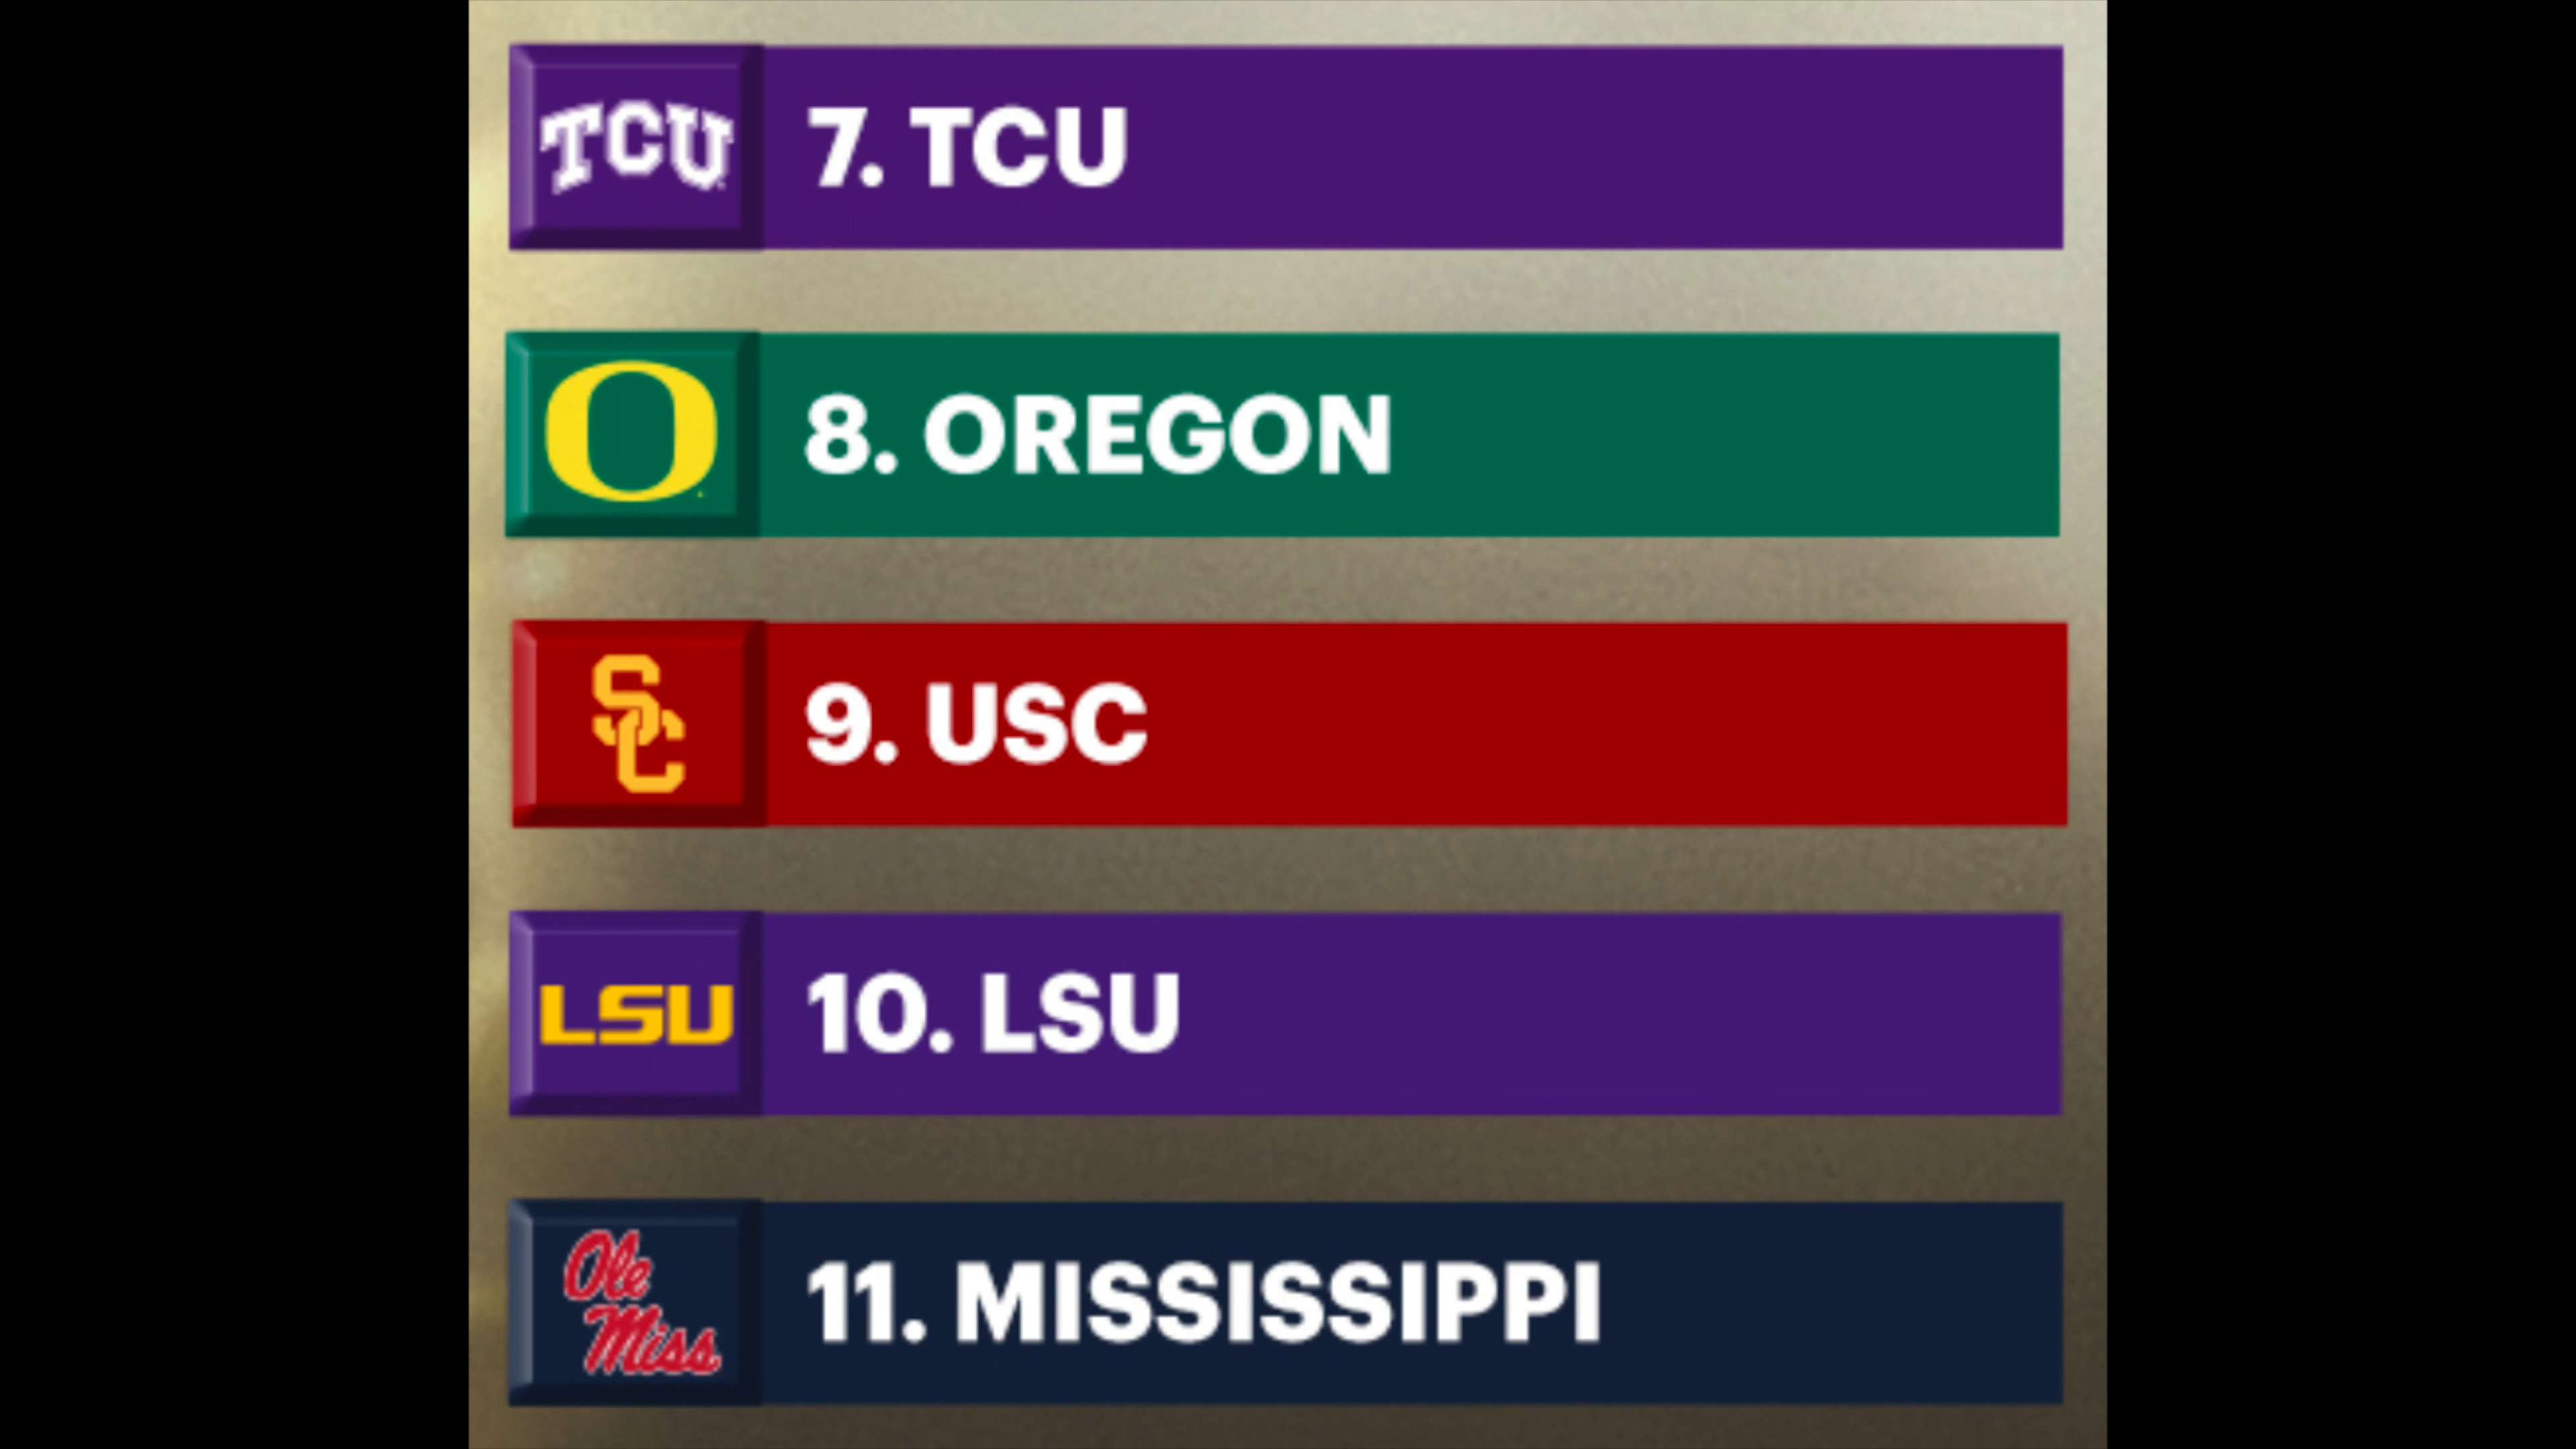 TCU 7. TCU
O 8. OREGON
SC 9. USC
LSU 10. LSU
Ole Miss 11. MISSISSIPPI